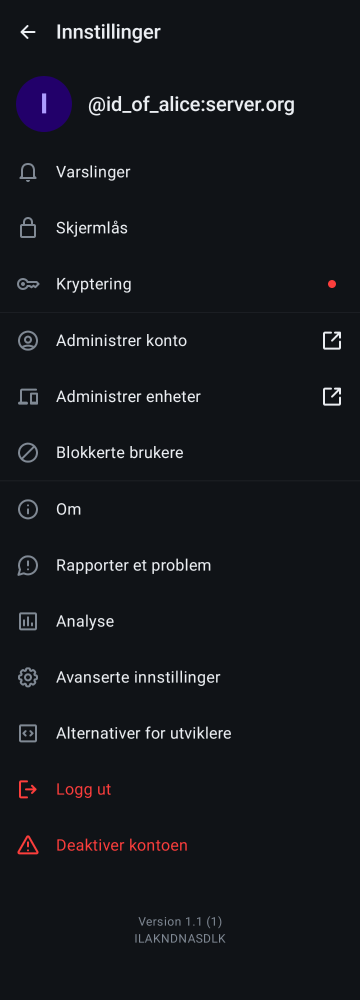 Innstillinger
I
@id_of_alice:server.org
Varslinger
Skjermlås
Kryptering
Administrer konto
Administrer enheter
Blokkerte brukere
Om
Rapporter et problem
Analyse
Avanserte innstillinger
Alternativer for utviklere
Logg ut
Deaktiver kontoen
Version 1.1 (1)
ILAKNDNASDLK